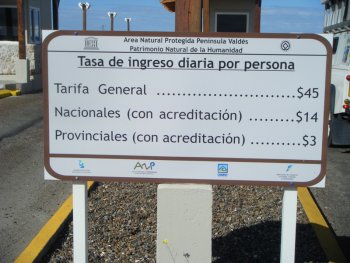 Area Natural Protegida Península Valdés
Patrimonio Natural de la Humanidad
Tasa de ingreso diaria por persona
Tarifa General ..............................$45
Nacionales (con acreditación) ..........$14
Provinciales (con acreditación) .........$3